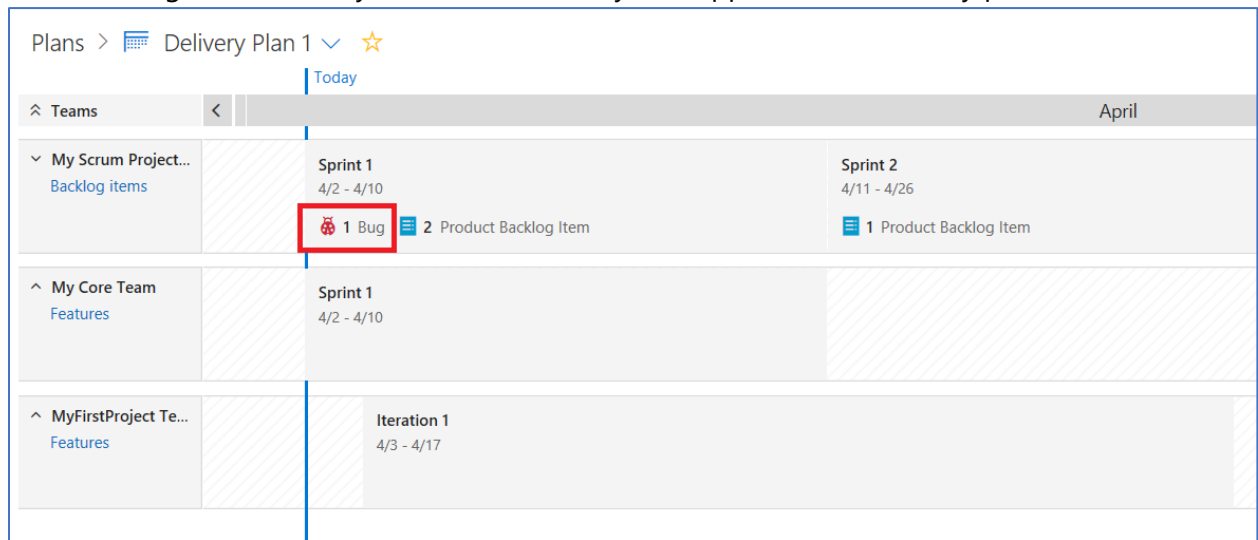 Plans > Delivery Plan 1
Today
Teams < April
My Scrum Project... Sprint 1 Sprint 2
Backlog items 4/2 - 4/10 4/11 - 4/26
1 Bug 2 Product Backlog Item 1 Product Backlog Item
My Core Team Sprint 1
Features 4/2 - 4/10
MyFirstProject Te... Iteration 1
Features 4/3 - 4/17